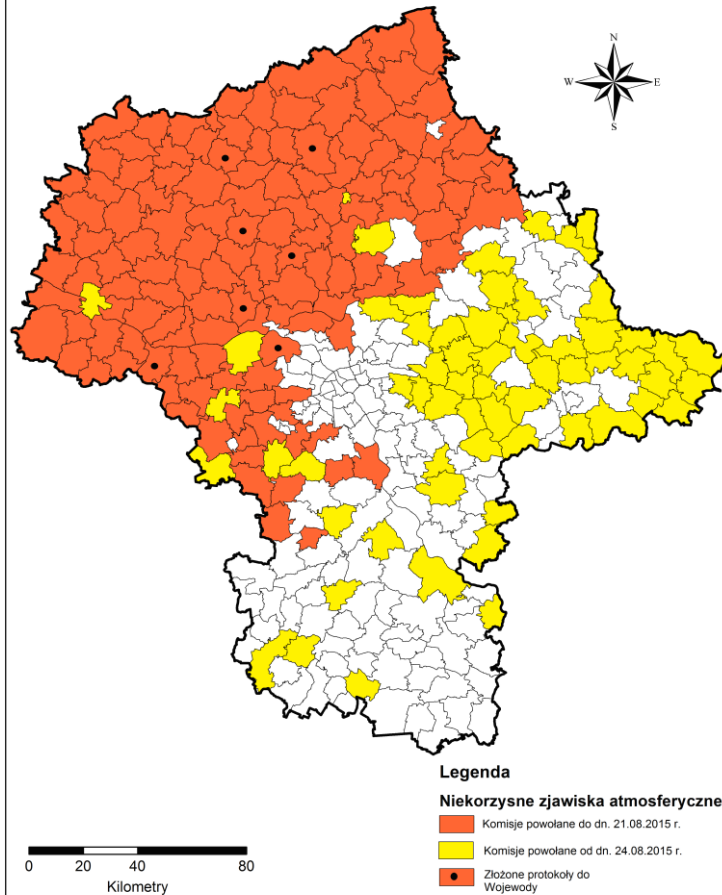 N
W E
S
Legenda
Niekorzysne zjawiska atmosferyczne
Komisje powołane do dn. 21.08.2015 r.
Komisje powołane od dn. 24.08.2015 r.
Złożone protokoły do
Wojewody
0 20 40 80
Kilometry